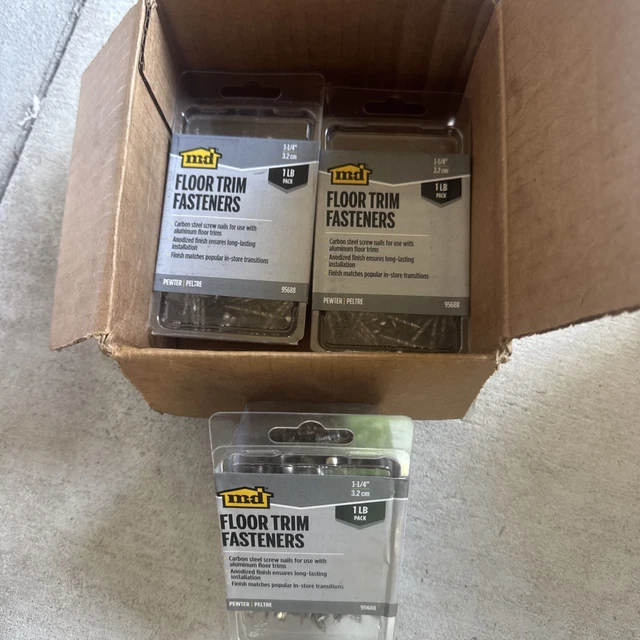 md
1-1/4"
3.2 cm
1 LB
PACK
FLOOR TRIM
FASTENERS
Carbon steel screw nails for use with
aluminum floor trims
Anodized finish ensures long-lasting
installation
Finish matches popular in-store transitions
PEWTER | PELTRE 95688
md
1-1/4"
3.2 cm
1 LB
PACK
FLOOR TRIM
FASTENERS
Carbon steel screw nails for use with
aluminum floor trims
Anodized finish ensures long-lasting
installation
Finish matches popular in-store transitions
PEWTER | PELTRE 95688
md
1-1/4"
3.2 cm
1 LB
PACK
FLOOR TRIM
FASTENERS
Carbon steel screw nails for use with
aluminum floor trims
Anodized finish ensures long-lasting
installation
Finish matches popular in-store transitions
PEWTER | PELTRE 95688